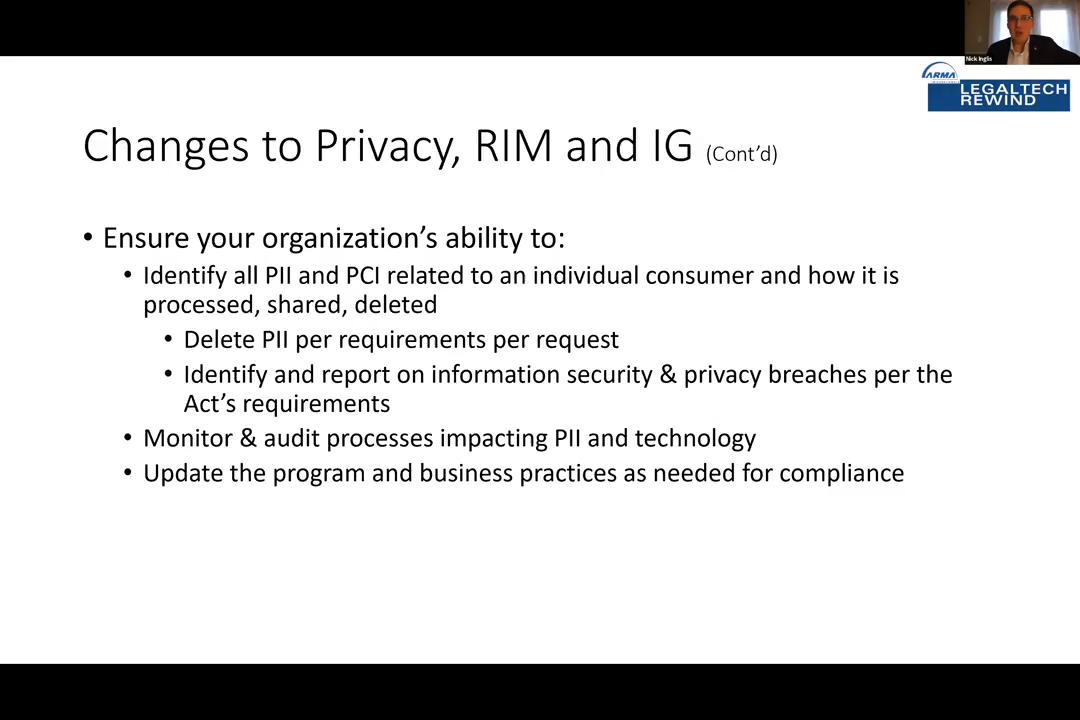 Nick Inglis
ARMA
LEGALTECH
REWIND
Changes to Privacy, RIM and IG (Cont’d)
• Ensure your organization’s ability to:
• Identify all PII and PCI related to an individual consumer and how it is
processed, shared, deleted
• Delete PII per requirements per request
• Identify and report on information security & privacy breaches per the
Act’s requirements
• Monitor & audit processes impacting PII and technology
• Update the program and business practices as needed for compliance